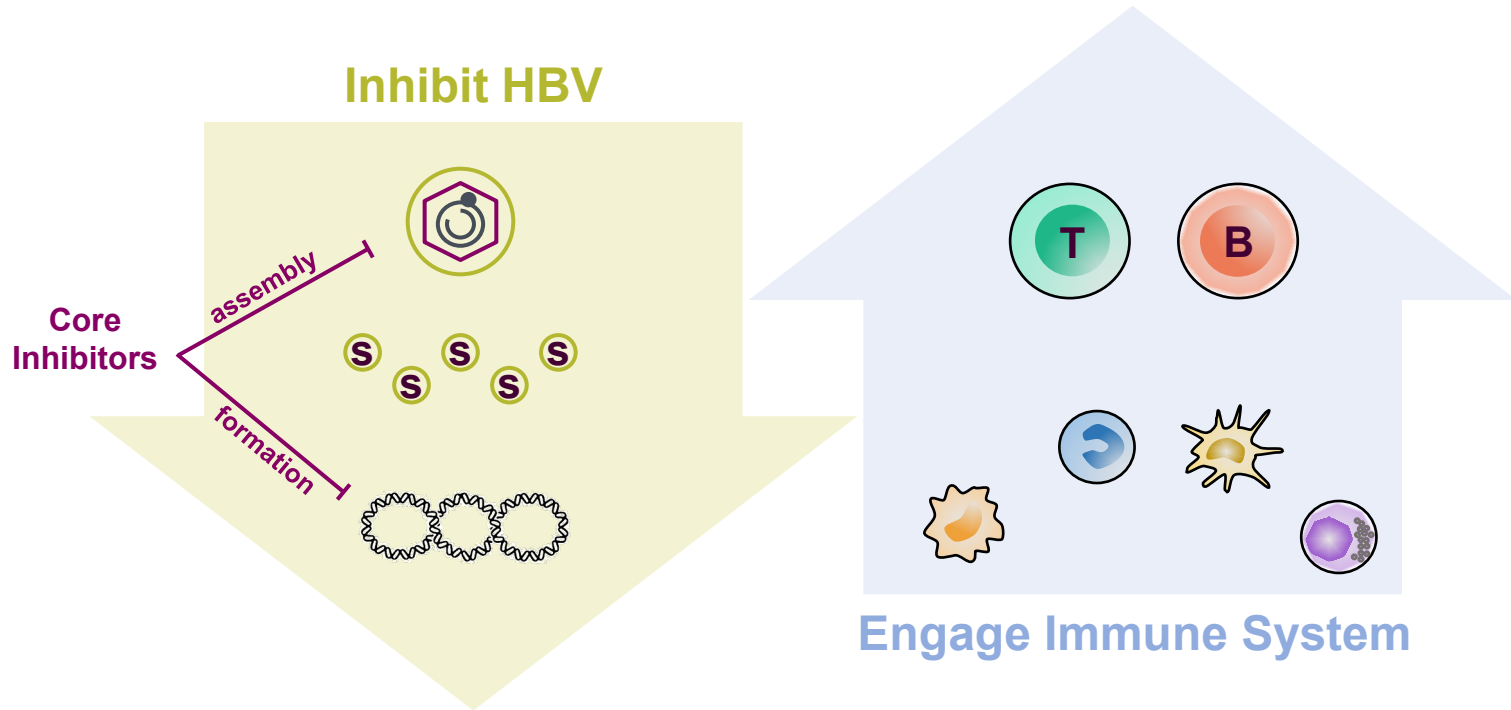 Inhibit HBV
assembly
Core
Inhibitors
formation
S S S S S
T B
Engage Immune System